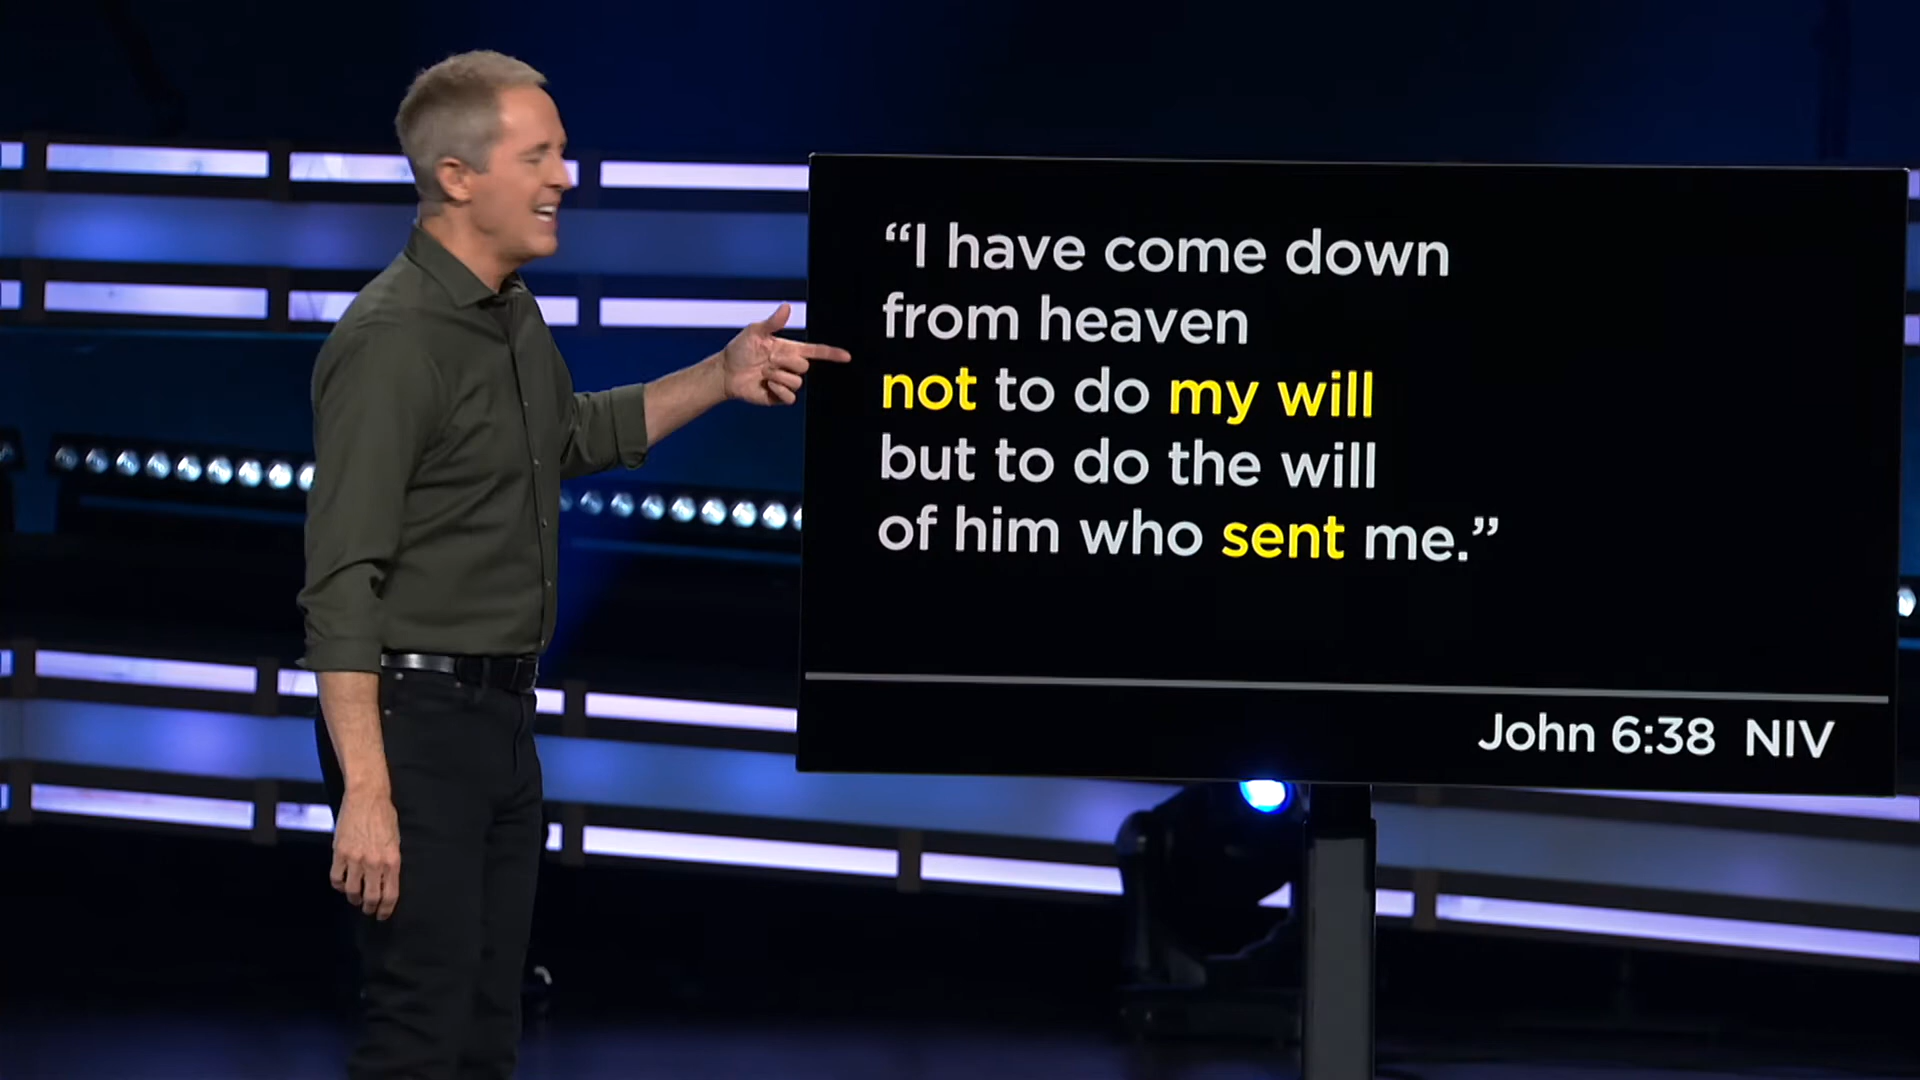 “I have come down
from heaven
not to do my will
but to do the will
of him who sent me.”
John 6:38 NIV